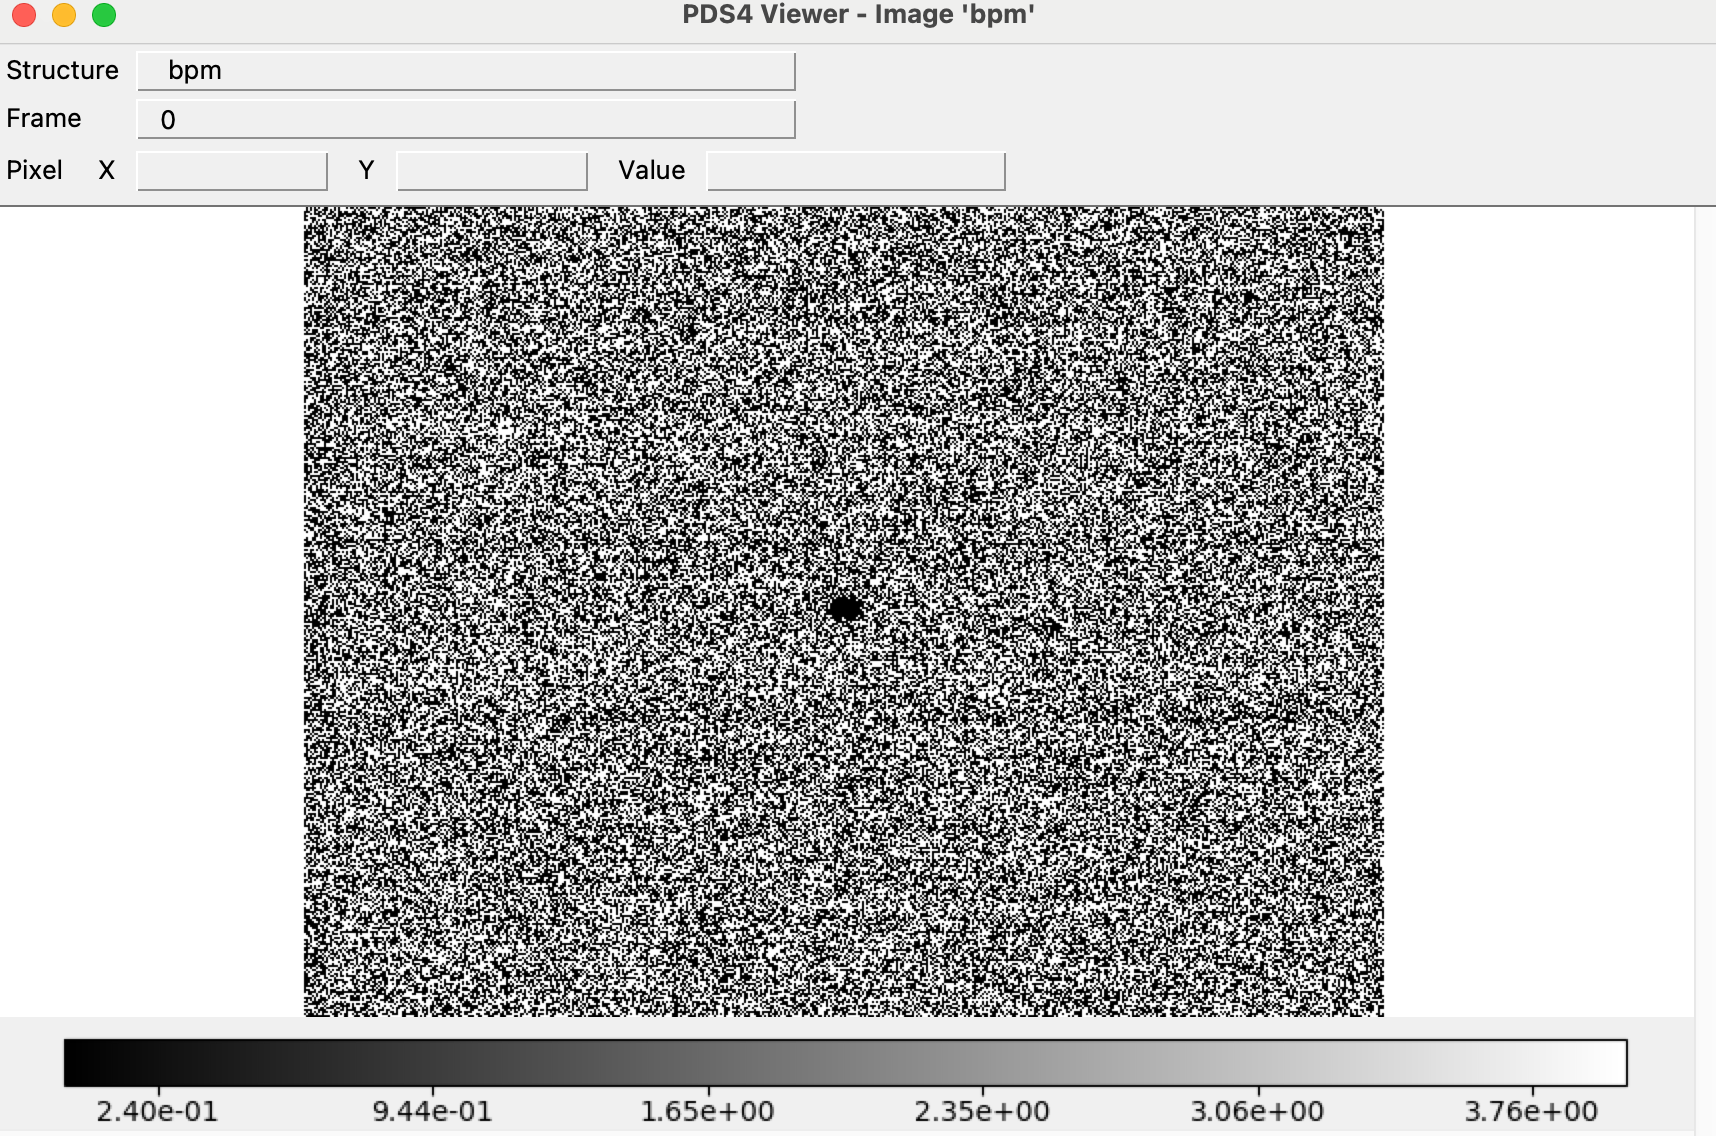 PDS4 Viewer - Image 'bpm'
Structure bpm
Frame 0
Pixel X Y Value
2.40e-01 9.44e-01 1.65e+00 2.35e+00 3.06e+00 3.76e+00